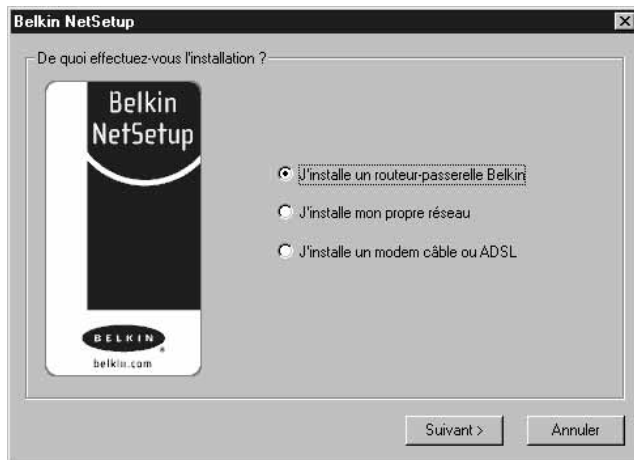 Belkin NetSetup
De quoi effectuez-vous l'installation ?
Belkin
NetSetup
J'installe un routeur-passerelle Belkin
J'installe mon propre réseau
J'installe un modem câble ou ADSL
BELKIN
belkin.com
Suivant >
Annuler